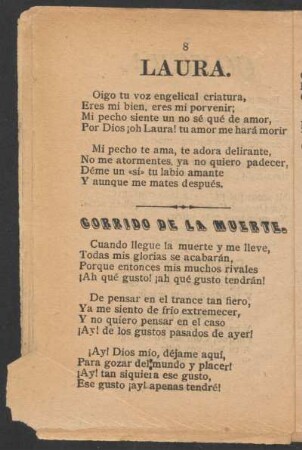 8
LAURA.
Oigo tu voz engelical criatura,
Eres mi bien, eres mi porvenir;
Mi pecho siente un no sé qué de amor,
Por Dios ¡oh Laura! tu amor me hará morir
Mi pecho te ama, te adora delirante,
No me atormentes, ya no quiero padecer,
Déme un «sí» tu labio amante
Y aunque me mates después.
CORRIDO DE LA MUERTE.
Cuando llegue la muerte y me lleve,
Todas mis glorias se acabarán,
Porque entonces mis muchos rivales
¡Ah qué gusto! ¡ah qué gusto tendrán!
De pensar en el trance tan fiero,
Ya me siento de frío extremecer,
Y no quiero pensar en el caso
¡Ay! de los gustos pasados de ayer!
¡Ay! Dios mío, déjame aquí,
Para gozar del mundo y placer!
¡Ay! tan siquiera ese gusto,
Ese gusto ¡ay! apenas tendré!